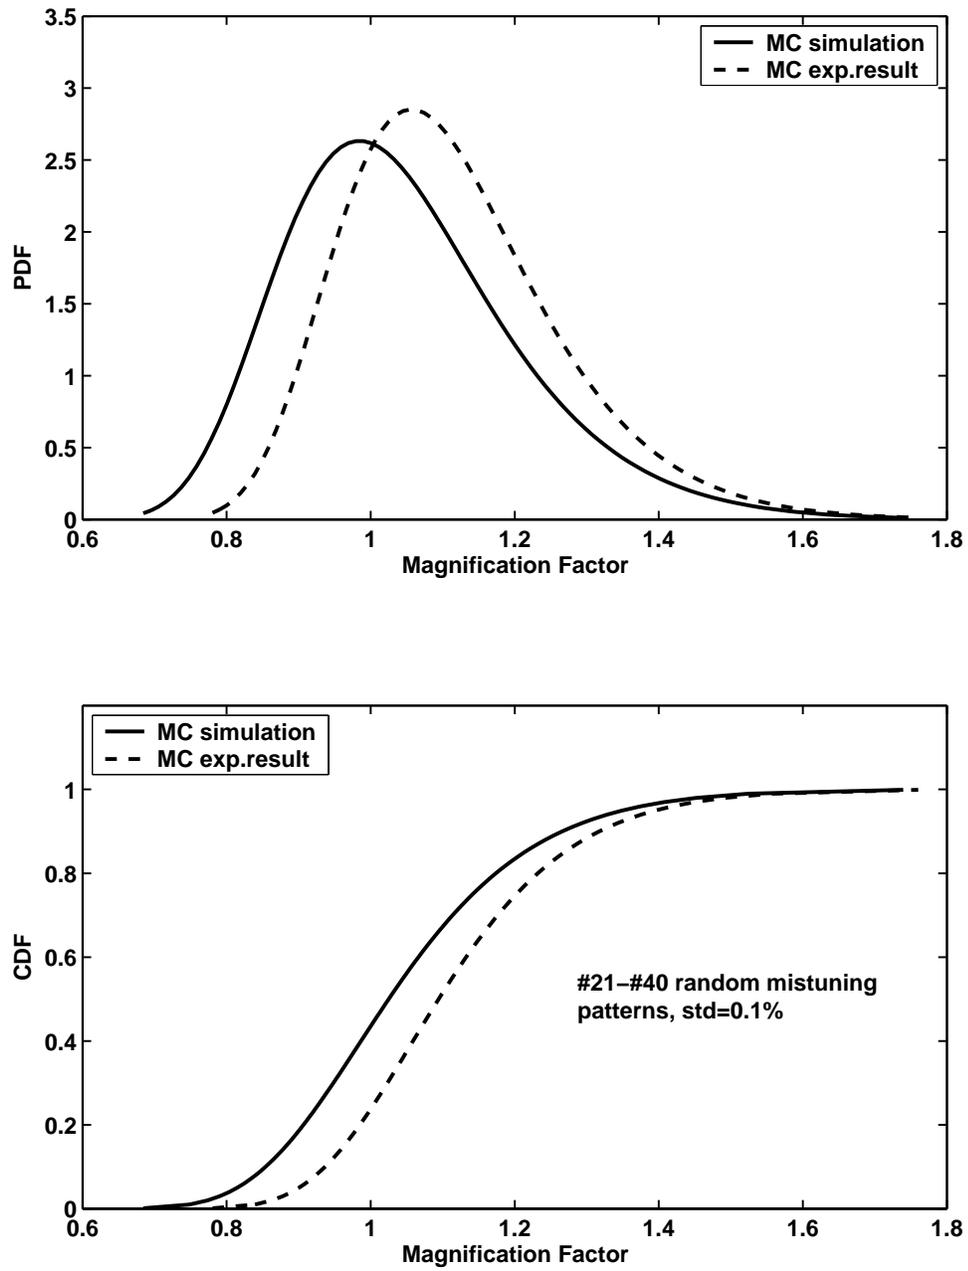 3.5
3
2.5
2
1.5
1
0.5
0
PDF
MC simulation
MC exp.result
0.6 0.8 1 1.2 1.4 1.6 1.8
Magnification Factor
MC simulation
MC exp.result
1
0.8
0.6
0.4
0.2
0
CDF
#21–#40 random mistuning
patterns, std=0.1%
0.6 0.8 1 1.2 1.4 1.6 1.8
Magnification Factor